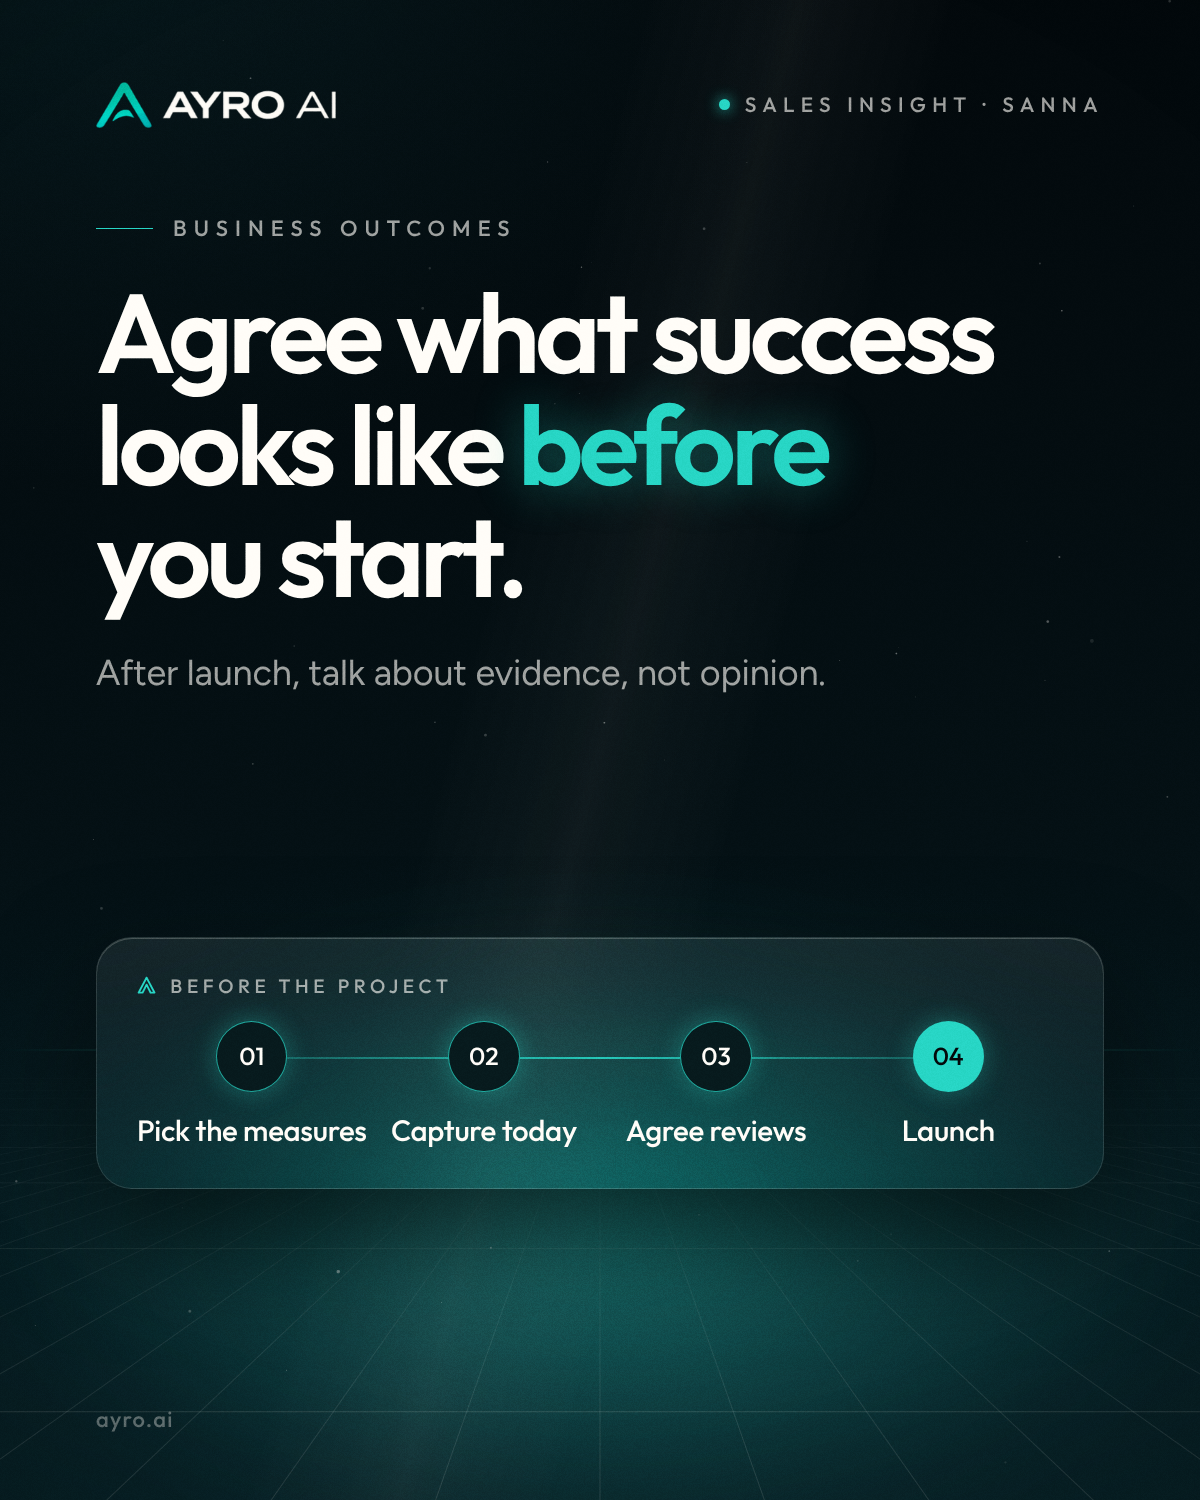 AYRO AI
SALES INSIGHT · SANNA
BUSINESS OUTCOMES
Agree what success
looks like before
you start.
After launch, talk about evidence, not opinion.
BEFORE THE PROJECT
01
02
03
04
Pick the measures
Capture today
Agree reviews
Launch
ayro.ai